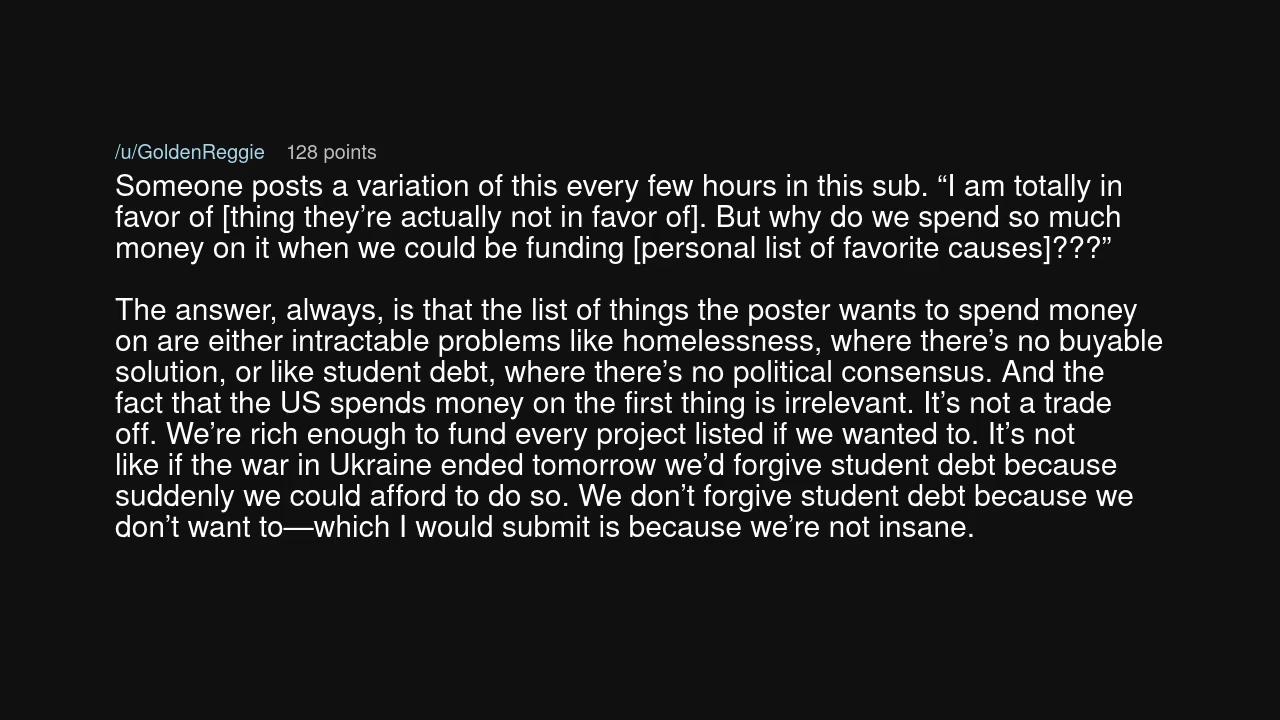 /u/GoldenReggie 128 points
Someone posts a variation of this every few hours in this sub. “I am totally in
favor of [thing they’re actually not in favor of]. But why do we spend so much
money on it when we could be funding [personal list of favorite causes]???”
The answer, always, is that the list of things the poster wants to spend money
on are either intractable problems like homelessness, where there’s no buyable
solution, or like student debt, where there’s no political consensus. And the
fact that the US spends money on the first thing is irrelevant. It’s not a trade
off. We’re rich enough to fund every project listed if we wanted to. It’s not
like if the war in Ukraine ended tomorrow we’d forgive student debt because
suddenly we could afford to do so. We don’t forgive student debt because we
don’t want to—which I would submit is because we’re not insane.